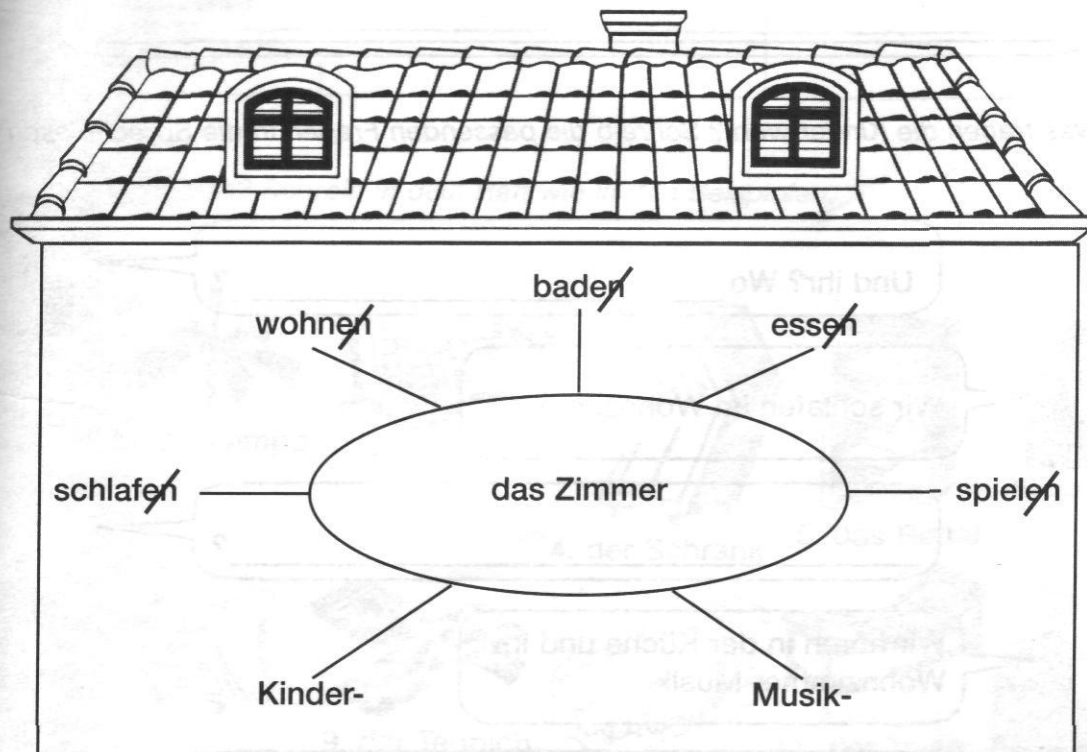 baden
wohnen
essen
schlafen
das Zimmer
spielen
Kinder-
Musik-